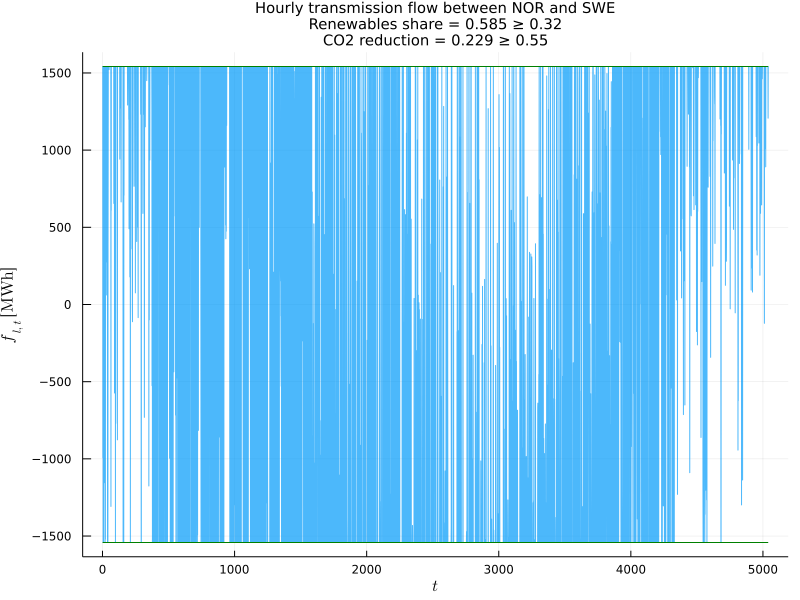 Hourly transmission flow between NOR and SWE
Renewables share = 0.585 ≥ 0.32
CO2 reduction = 0.229 ≥ 0.55
1500
1000
500
0
−500
−1000
−1500
f l,t [MWh]
0 1000 2000 3000 4000 5000
t